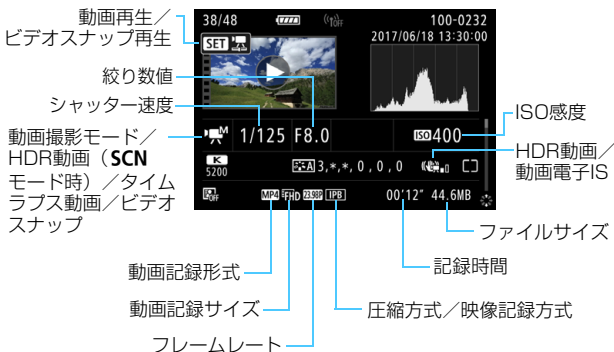 動画再生／
ビデオスナップ再生
絞り数値
シャッター速度
動画撮影モード／
HDR動画（SCN
モード時）／タイム
ラプス動画／ビデオ
スナップ
38/48
OFF
100-0232
2017/06/18 13:30:00
SET
M
1/125 F8.0
ISO 400
K
5200
A 3,*,*,0,0,0
OFF
MP4 FHD 23.98P IPB
00'12" 44.6MB
ISO感度
HDR動画／
動画電子IS
ファイルサイズ
動画記録形式
記録時間
動画記録サイズ
圧縮方式／映像記録方式
フレームレート